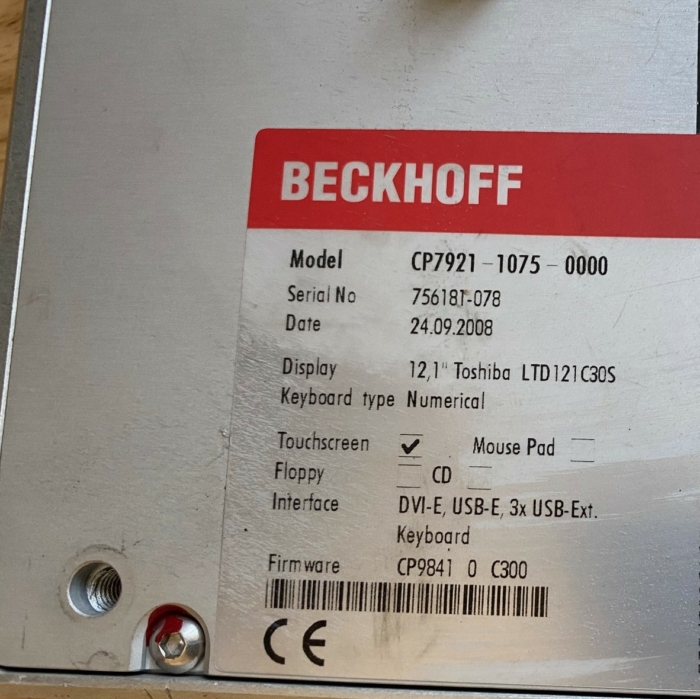 BECKHOFF
Model CP7921-1075-0000
Serial No 756181-078
Date 24.09.2008
Display 12,1" Toshiba LTD121C30S
Keyboard type Numerical
Touchscreen ✓ Mouse Pad
Floppy CD
Interface DVI-E, USB-E, 3x USB-Ext.
Keyboard
Firmware CP9841 0 C300
CE